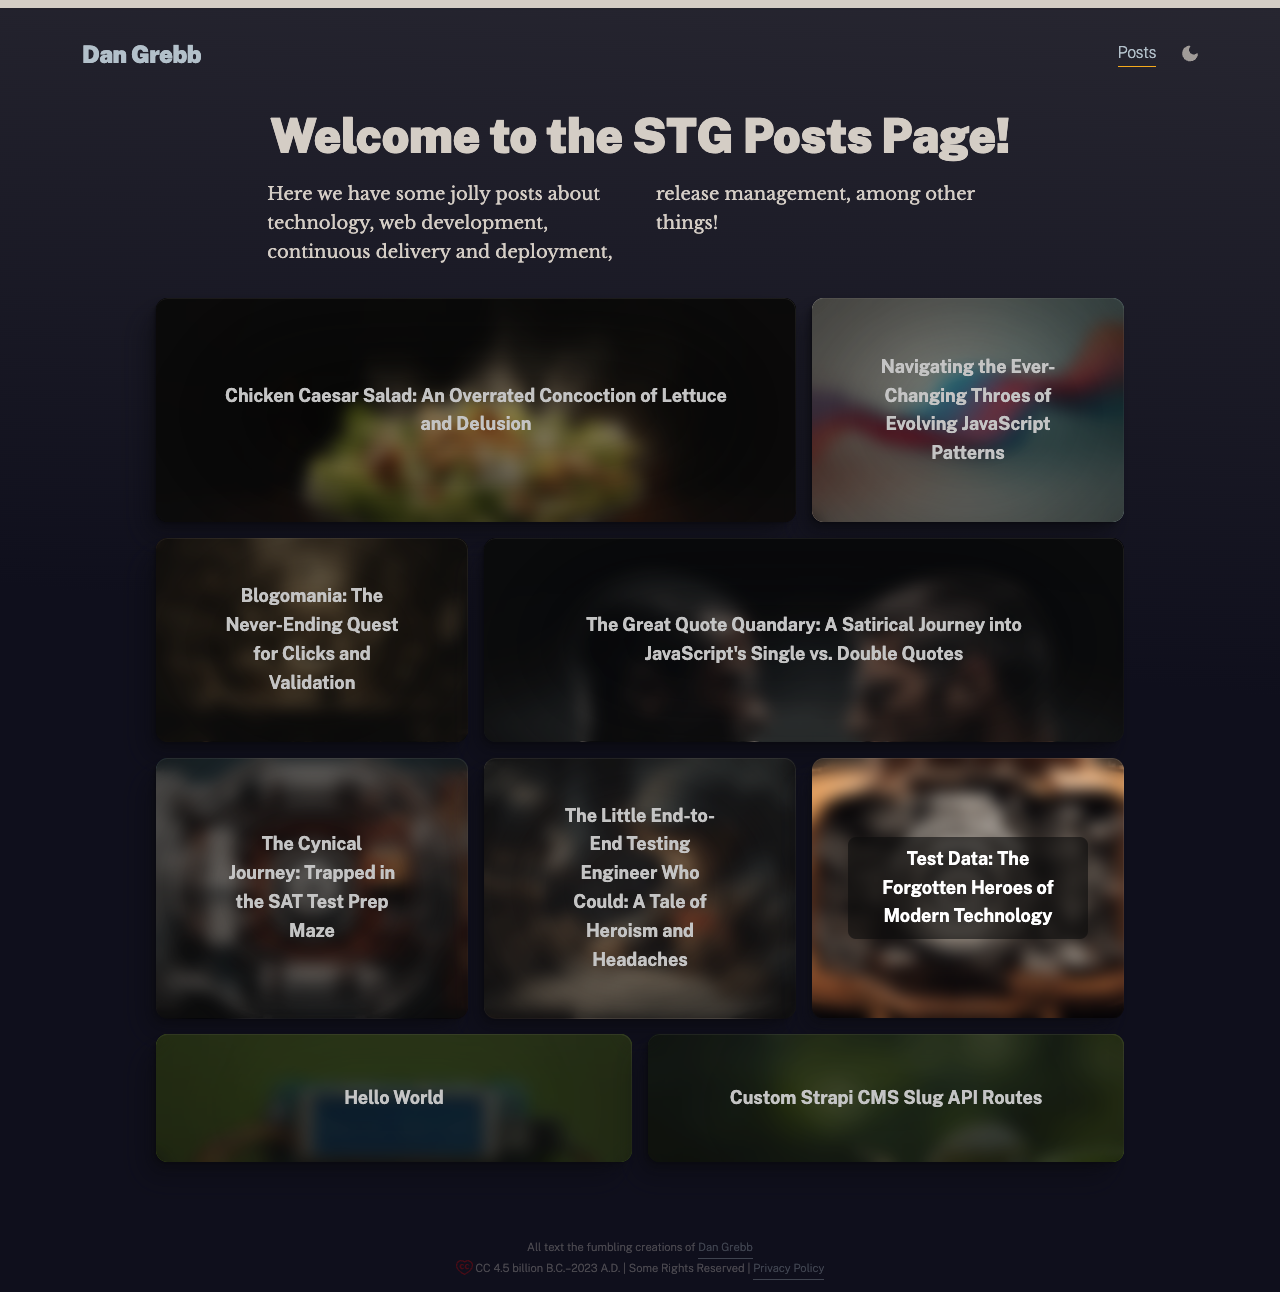 Dan Grebb
Posts
Welcome to the STG Posts Page!
Here we have some jolly posts about
technology, web development,
continuous delivery and deployment,
release management, among other
things!
Chicken Caesar Salad: An Overrated Concoction of Lettuce
and Delusion
Navigating the Ever-
Changing Throes of
Evolving JavaScript
Patterns
Blogomania: The
Never-Ending Quest
for Clicks and
Validation
The Great Quote Quandary: A Satirical Journey into
JavaScript's Single vs. Double Quotes
The Cynical
Journey: Trapped in
the SAT Test Prep
Maze
The Little End-to-
End Testing
Engineer Who
Could: A Tale of
Heroism and
Headaches
Test Data: The
Forgotten Heroes of
Modern Technology
Hello World
Custom Strapi CMS Slug API Routes
All text the fumbling creations of Dan Grebb
CC 4.5 billion B.C.–2023 A.D. | Some Rights Reserved | Privacy Policy